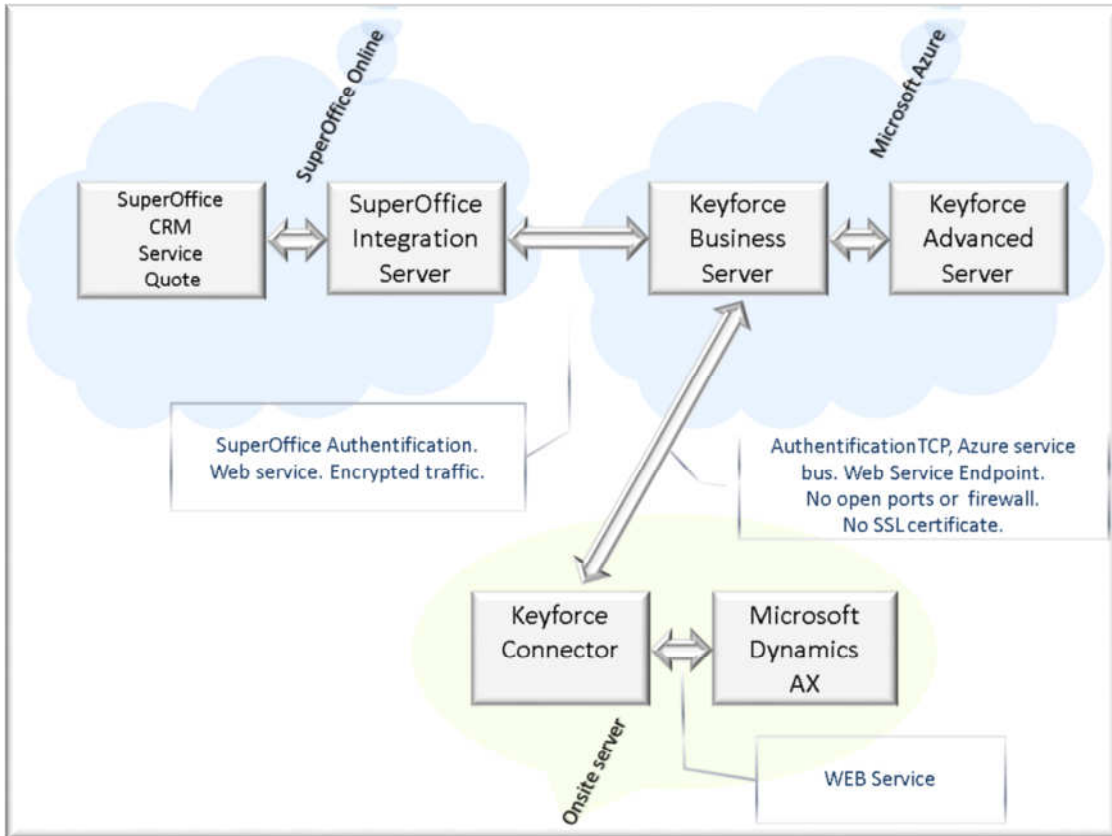 SuperOffice Online
Microsoft Azure
SuperOffice
CRM
Service
Quote
SuperOffice
Integration
Server
Keyforce
Business
Server
Keyforce
Advanced
Server
SuperOffice Authentification.
Web service. Encrypted traffic.
AuthentificationTCP, Azure service
bus. Web Service Endpoint.
No open ports or firewall.
No SSL certificate.
Keyforce
Connector
Microsoft
Dynamics
AX
Onsite server
WEB Service